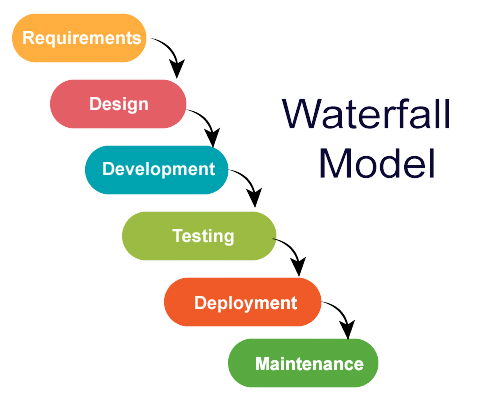 Requirements
Design
Waterfall
Model
Development
Testing
Deployment
Maintenance